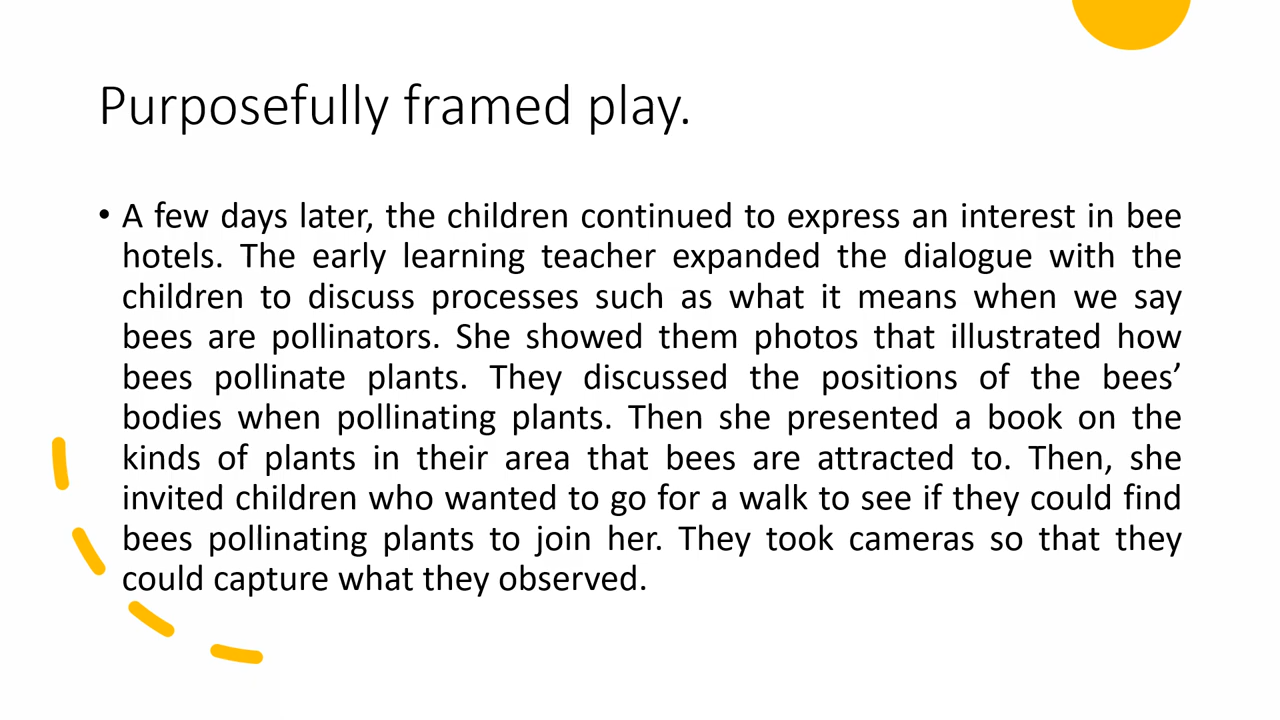 Purposefully framed play.
• A few days later, the children continued to express an interest in bee
hotels. The early learning teacher expanded the dialogue with the
children to discuss processes such as what it means when we say
bees are pollinators. She showed them photos that illustrated how
bees pollinate plants. They discussed the positions of the bees’
bodies when pollinating plants. Then she presented a book on the
kinds of plants in their area that bees are attracted to. Then, she
invited children who wanted to go for a walk to see if they could find
bees pollinating plants to join her. They took cameras so that they
could capture what they observed.